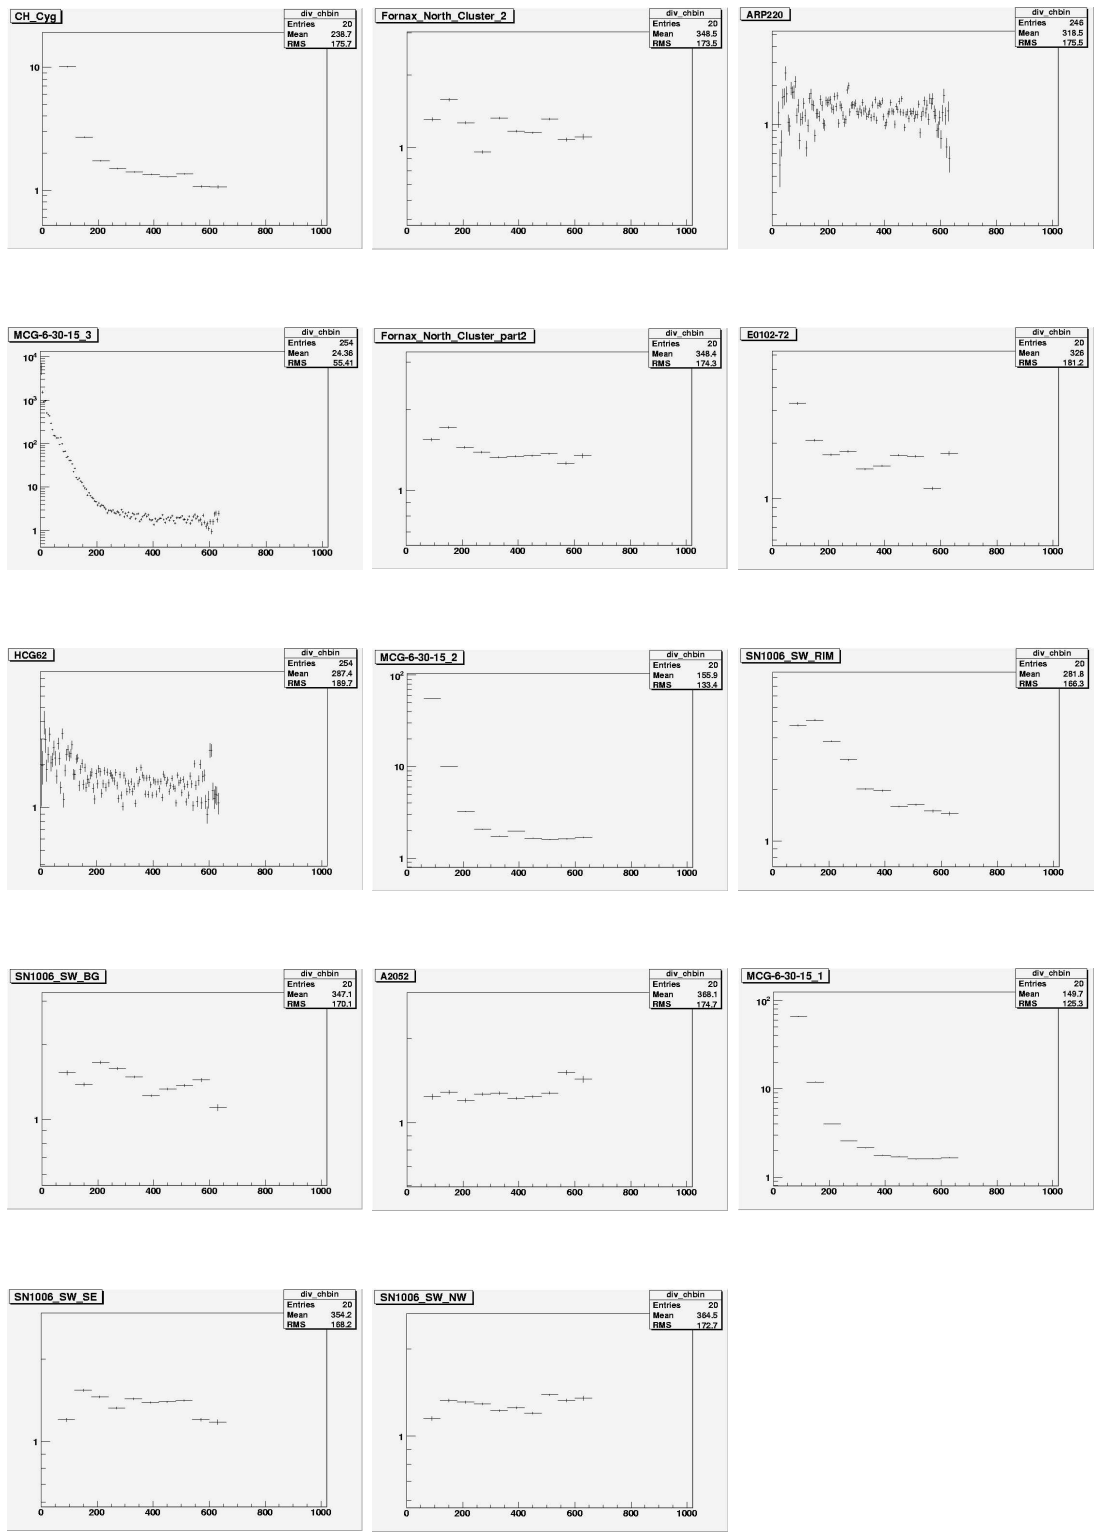 CH_Cyg
div_chbin
Entries 20
Mean 238.7
RMS 175.7
10
1
0 200 400 600 800 1000
Fornax_North_Cluster_2
div_chbin
Entries 20
Mean 348.5
RMS 173.5
1
0 200 400 600 800 1000
ARP220
div_chbin
Entries 246
Mean 318.5
RMS 175.5
1
0 200 400 600 800 1000
MCG-6-30-15_3
div_chbin
Entries 254
Mean 24.36
RMS 55.41
10^4
10^3
10^2
10
1
0 200 400 600 800 1000
Fornax_North_Cluster_part2
div_chbin
Entries 20
Mean 348.4
RMS 174.3
1
0 200 400 600 800 1000
E0102-72
div_chbin
Entries 20
Mean 326
RMS 181.2
1
0 200 400 600 800 1000
HCG62
div_chbin
Entries 254
Mean 287.4
RMS 189.7
1
0 200 400 600 800 1000
MCG-6-30-15_2
div_chbin
Entries 20
Mean 155.9
RMS 133.4
10^2
10
1
0 200 400 600 800 1000
SN1006_SW_RIM
div_chbin
Entries 20
Mean 281.8
RMS 166.3
1
0 200 400 600 800 1000
SN1006_SW_BG
div_chbin
Entries 20
Mean 347.1
RMS 170.1
1
0 200 400 600 800 1000
A2052
div_chbin
Entries 20
Mean 368.1
RMS 174.7
1
0 200 400 600 800 1000
MCG-6-30-15_1
div_chbin
Entries 20
Mean 149.7
RMS 125.3
10^2
10
1
0 200 400 600 800 1000
SN1006_SW_SE
div_chbin
Entries 20
Mean 354.2
RMS 168.2
1
0 200 400 600 800 1000
SN1006_SW_NW
div_chbin
Entries 20
Mean 364.5
RMS 172.7
1
0 200 400 600 800 1000